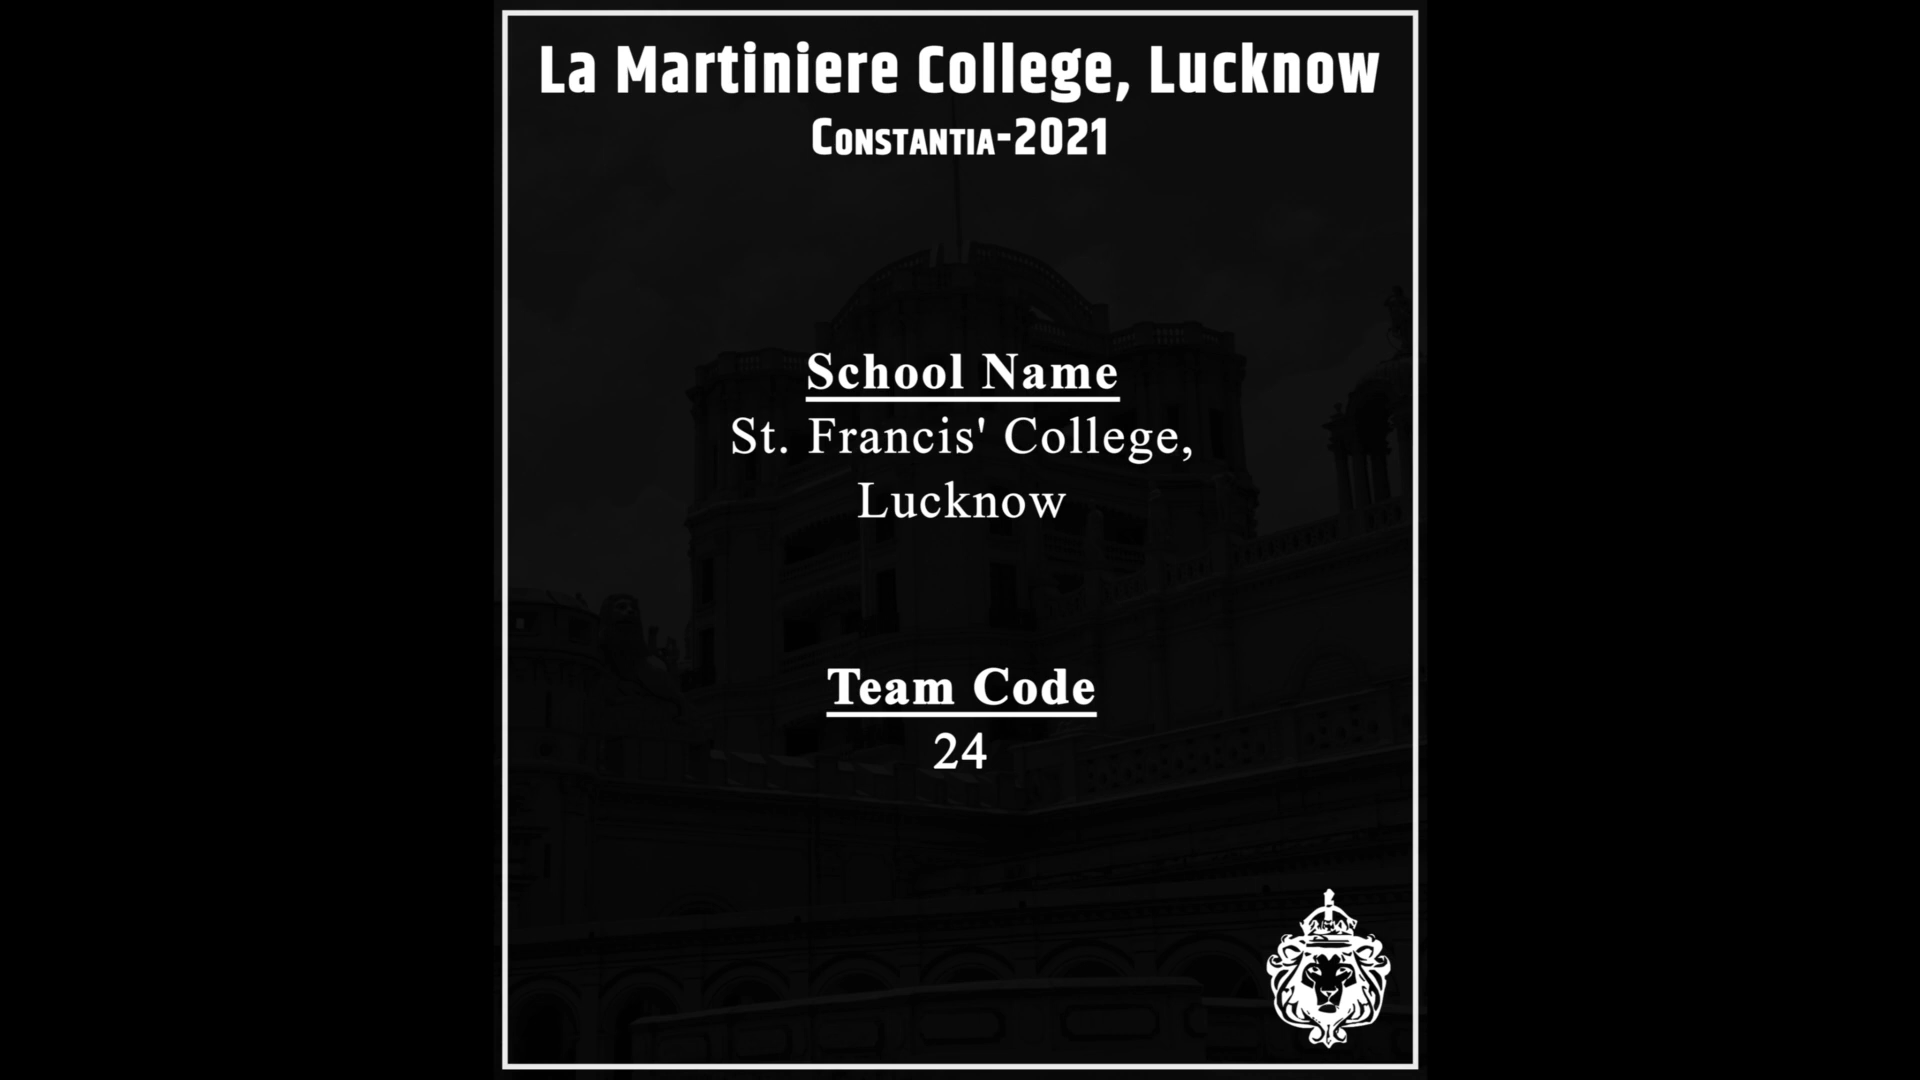 La Martiniere College, Lucknow
Constantia-2021
School Name
St. Francis' College,
Lucknow
Team Code
24